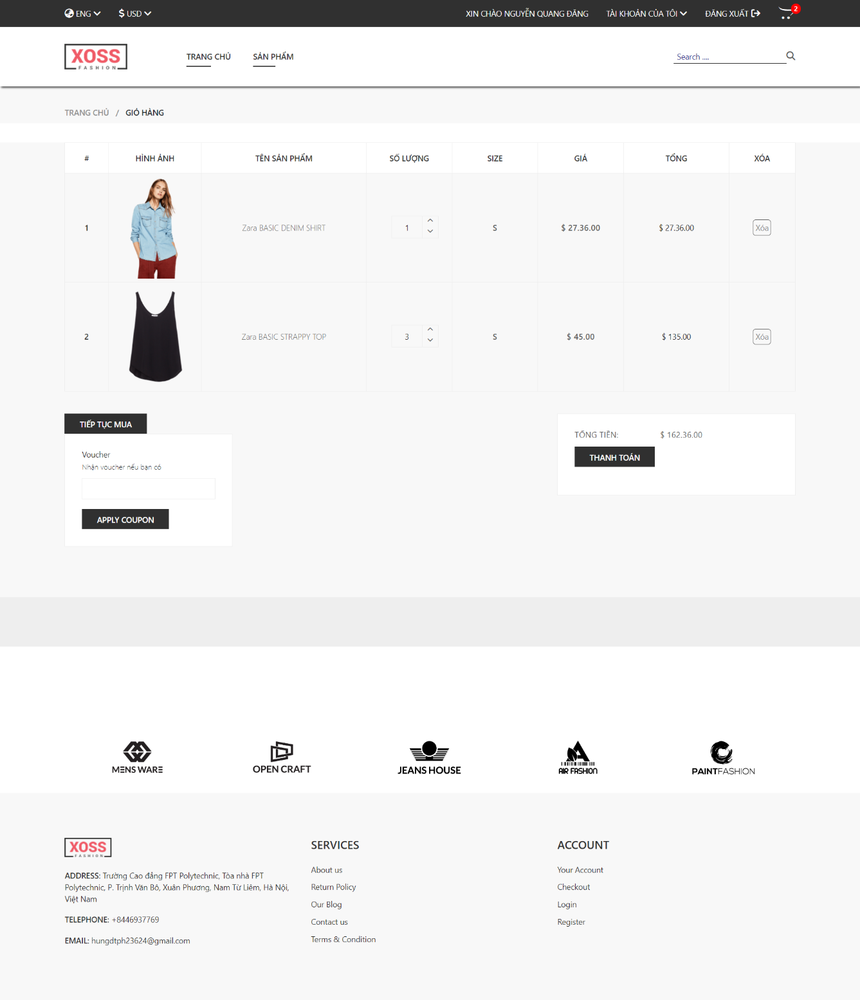 ENG
$ USD
XIN CHÀO NGUYỄN QUANG ĐĂNG
TÀI KHOẢN CỦA TÔI
ĐĂNG XUẤT
2
XOSS
FASHION
TRANG CHỦ
SẢN PHẨM
Search ....
TRANG CHỦ / GIỎ HÀNG
# HÌNH ẢNH TÊN SẢN PHẨM SỐ LƯỢNG SIZE GIÁ TỔNG XÓA
1 Zara BASIC DENIM SHIRT 1 S $ 27.36.00 $ 27.36.00 Xóa
2 Zara BASIC STRAPPY TOP 3 S $ 45.00 $ 135.00 Xóa
TIẾP TỤC MUA
Voucher
Nhận voucher nếu bạn có
APPLY COUPON
TỔNG TIỀN: $ 162.36.00
THANH TOÁN
MENS WARE
OPEN CRAFT
JEANS HOUSE
AIR FASHION
PAINTFASHION
XOSS
FASHION
ADDRESS: Trường Cao đẳng FPT Polytechnic, Tòa nhà FPT
Polytechnic, P. Trịnh Văn Bô, Xuân Phương, Nam Từ Liêm, Hà Nội,
Việt Nam
TELEPHONE: +8446937769
EMAIL: hungdtph23624@gmail.com
SERVICES
About us
Return Policy
Our Blog
Contact us
Terms & Condition
ACCOUNT
Your Account
Checkout
Login
Register